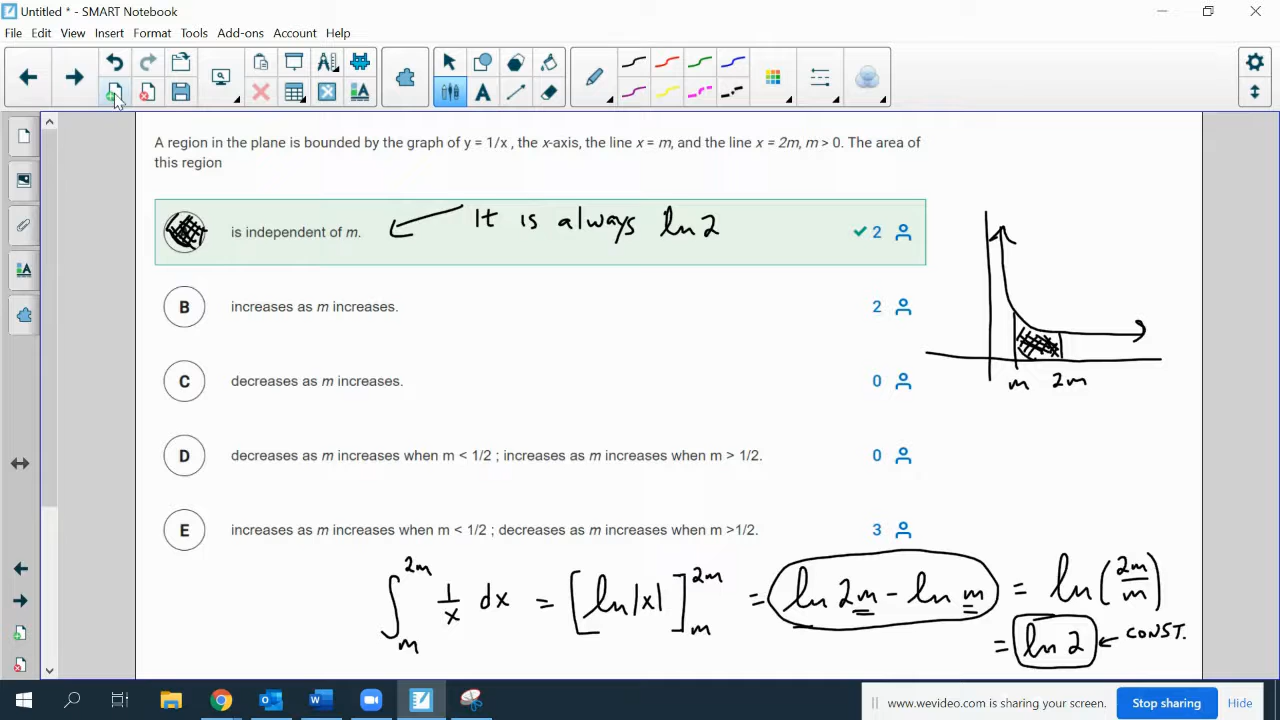 Untitled * - SMART Notebook
File Edit View Insert Format Tools Add-ons Account Help
A region in the plane is bounded by the graph of y = 1/x , the x-axis, the line x = m, and the line x = 2m, m > 0. The area of
this region
is independent of m.
It is always ln 2
2
B increases as m increases. 2
C decreases as m increases. 0
D decreases as m increases when m < 1/2 ; increases as m increases when m > 1/2. 0
E increases as m increases when m < 1/2 ; decreases as m increases when m >1/2. 3
m 2m
∫_m^{2m} 1/x dx = [ln|x|]_m^{2m} = ln 2m - ln m = ln(2m/m)
= ln 2 ← CONST.
www.wevideo.com is sharing your screen. Stop sharing Hide